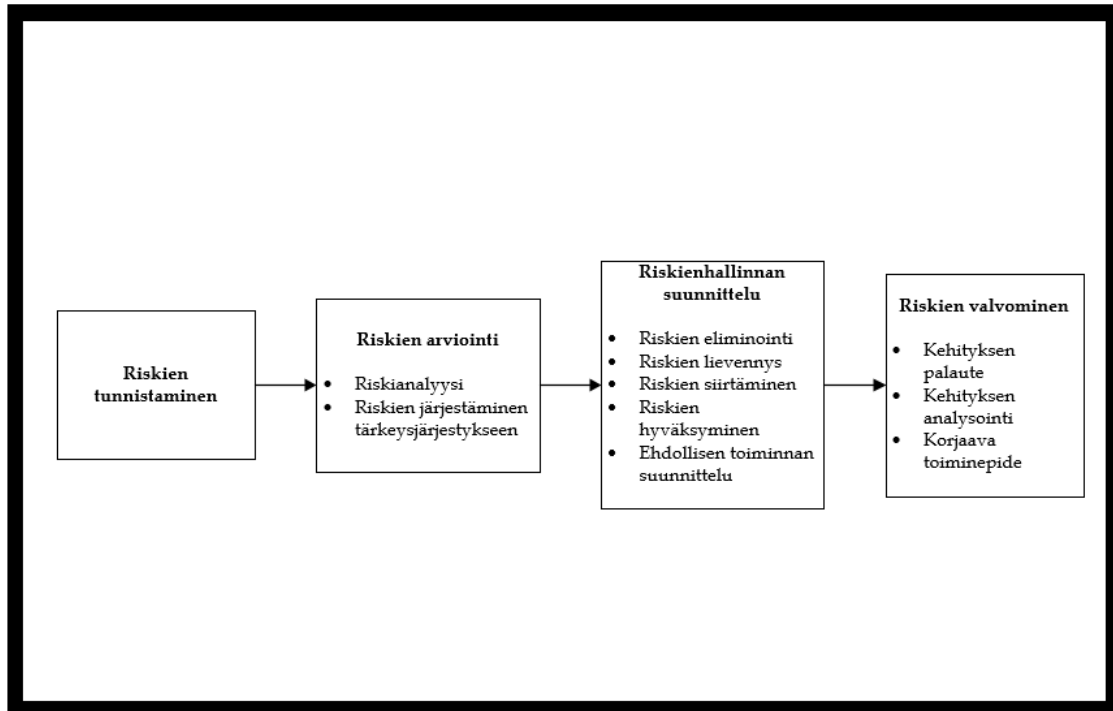 Riskien
tunnistaminen
Riskien arviointi
• Riskianalyysi
• Riskien järjestäminen
tärkeysjärjestykseen
Riskienhallinnan
suunnittelu
• Riskien eliminointi
• Riskien lievennys
• Riskien siirtäminen
• Riskien
hyväksyminen
• Ehdollisen toiminnan
suunnittelu
Riskien valvominen
• Kehityksen
palaute
• Kehityksen
analysointi
• Korjaava
toiminepide